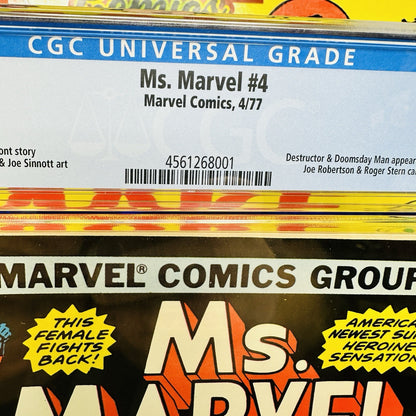 CGC UNIVERSAL GRADE
Ms. Marvel #4
Marvel Comics, 4/77
ont story
& Joe Sinnott art
4561268001
Destructor & Doomsday Man appear
Joe Robertson & Roger Stern ca
MARVEL® COMICS GROUP
THIS
FEMALE
FIGHTS
BACK!
Ms.
MARVEL
AMERICA
NEWEST SU
HEROINE
SENSATION